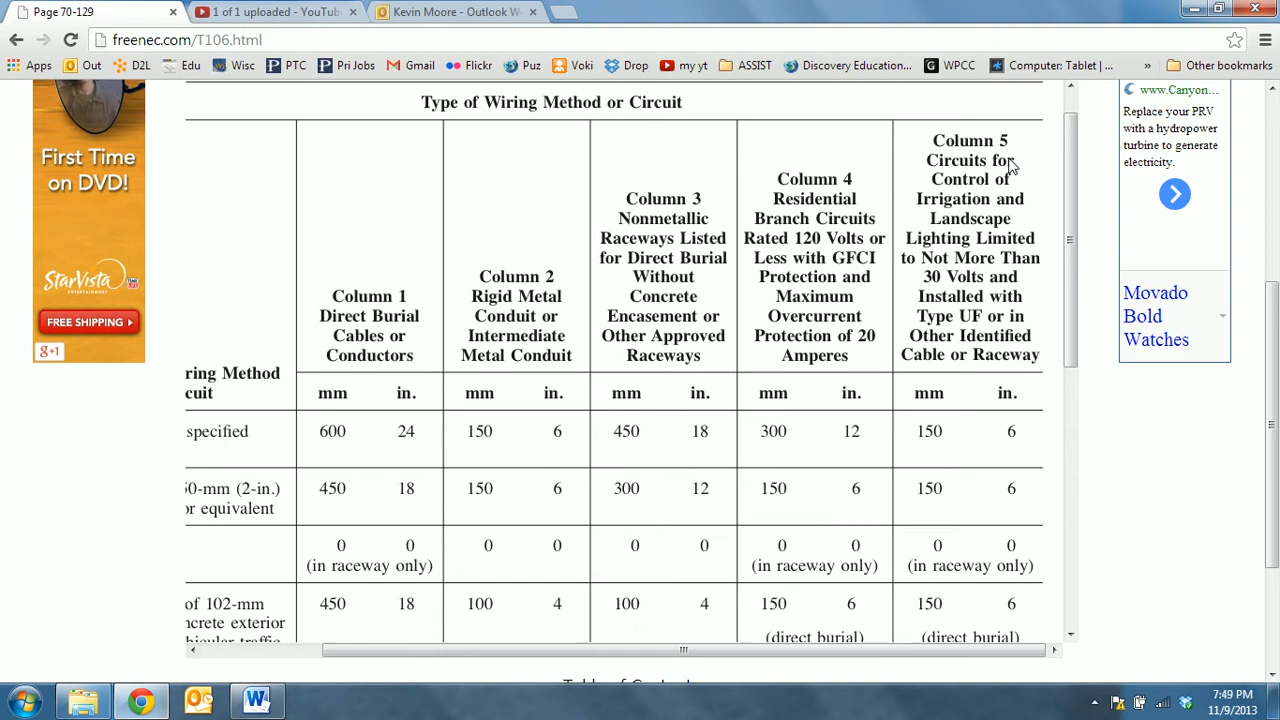 Page 70-129
1 of 1 uploaded - YouTub
Kevin Moore - Outlook W
freenec.com/T106.html
Apps Out D2L Edu Wisc PTC Pri Jobs Gmail Flickr Puz Voki Drop my yt ASSIST Discovery Education... WPCC Computer: Tablet | ... » Other bookmarks
First Time
on DVD!
StarVista
ENTERTAINMENT
FREE SHIPPING
g+1
Type of Wiring Method or Circuit
ring Method
cuit
Column 1
Direct Burial
Cables or
Conductors
Column 2
Rigid Metal
Conduit or
Intermediate
Metal Conduit
Column 3
Nonmetallic
Raceways Listed
for Direct Burial
Without
Concrete
Encasement or
Other Approved
Raceways
Column 4
Residential
Branch Circuits
Rated 120 Volts or
Less with GFCI
Protection and
Maximum
Overcurrent
Protection of 20
Amperes
Column 5
Circuits for
Control of
Irrigation and
Landscape
Lighting Limited
to Not More Than
30 Volts and
Installed with
Type UF or in
Other Identified
Cable or Raceway
mm in. mm in. mm in. mm in. mm in.
specified 600 24 150 6 450 18 300 12 150 6
50-mm (2-in.) 450 18 150 6 300 12 150 6 150 6
or equivalent
0 0 0 0 0 0 0 0 0 0
(in raceway only) (in raceway only) (in raceway only)
of 102-mm 450 18 100 4 100 4 150 6 150 6
ncrete exterior
hicular traffic
(direct burial) (direct burial)
www.Canyon...
Replace your PRV
with a hydropower
turbine to generate
electricity.
Movado
Bold
Watches
7:49 PM
11/9/2013